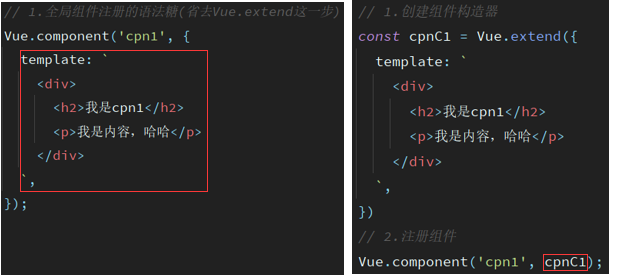 // 1.全局组件注册的语法糖(省去Vue.extend这一步)
Vue.component('cpn1', {
  template: `
    <div>
      <h2>我是cpn1</h2>
      <p>我是内容，哈哈</p>
    </div>
  `,
});
// 1.创建组件构造器
const cpnC1 = Vue.extend({
  template: `
    <div>
      <h2>我是cpn1</h2>
      <p>我是内容，哈哈</p>
    </div>
  `,
})
// 2.注册组件
Vue.component('cpn1', cpnC1);